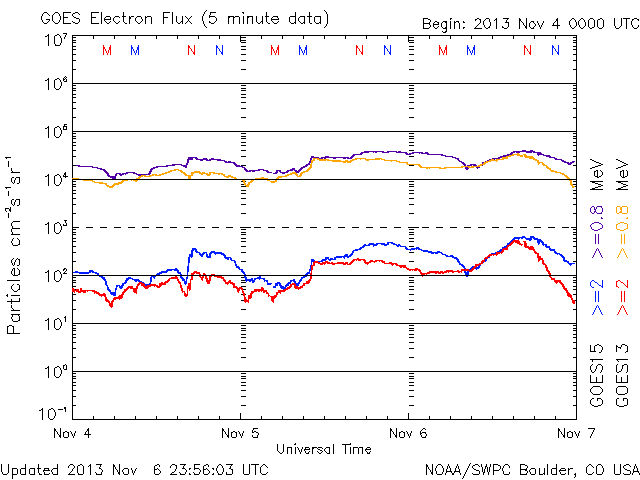 GOES Electron Flux (5 minute data)
Begin: 2013 Nov 4 0000 UTC
10⁷
M M N N M M N N M M N N
10⁶
10⁵
10⁴
10³
10²
10¹
10⁰
10⁻¹
Particles cm⁻²s⁻¹sr⁻¹
Nov 4 Nov 5 Nov 6 Nov 7
Universal Time
GOES15 >=2 >=0.8 MeV
GOES13 >=2 >=0.8 MeV
Updated 2013 Nov 6 23:56:03 UTC
NOAA/SWPC Boulder, CO USA